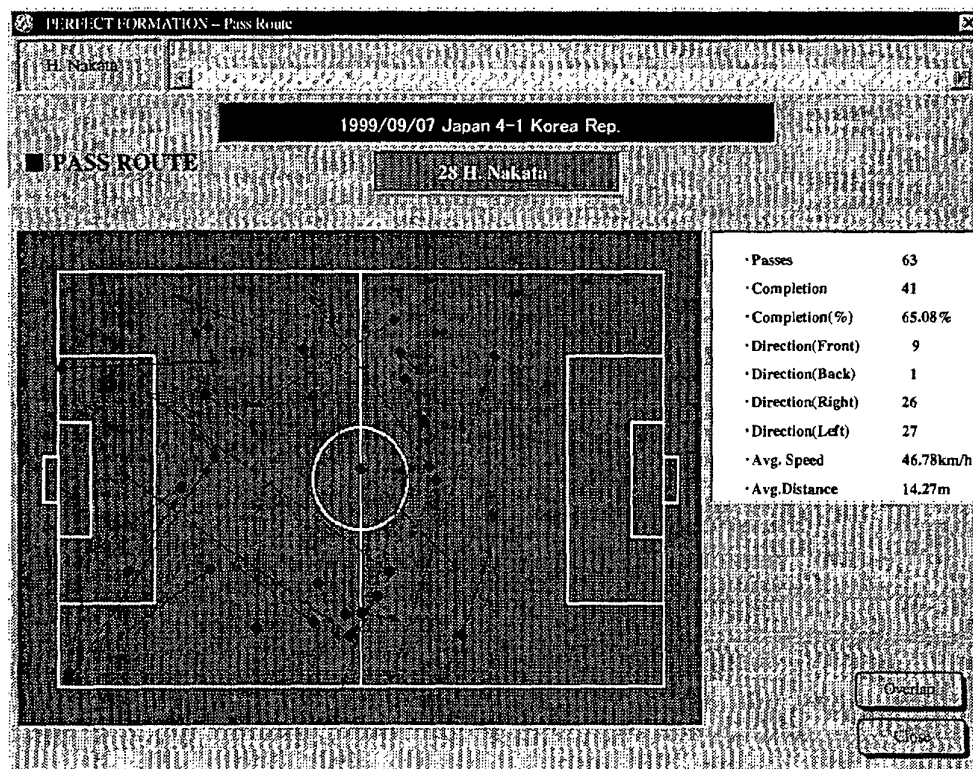 PERFECT FORMATION – Pass Route
H. Nakata
1999/09/07 Japan 4-1 Korea Rep.
■ PASS ROUTE
28 H. Nakata
・Passes 63
・Completion 41
・Completion(%) 65.08%
・Direction(Front) 9
・Direction(Back) 1
・Direction(Right) 26
・Direction(Left) 27
・Avg. Speed 46.78km/h
・Avg.Distance 14.27m
Overlap
Close